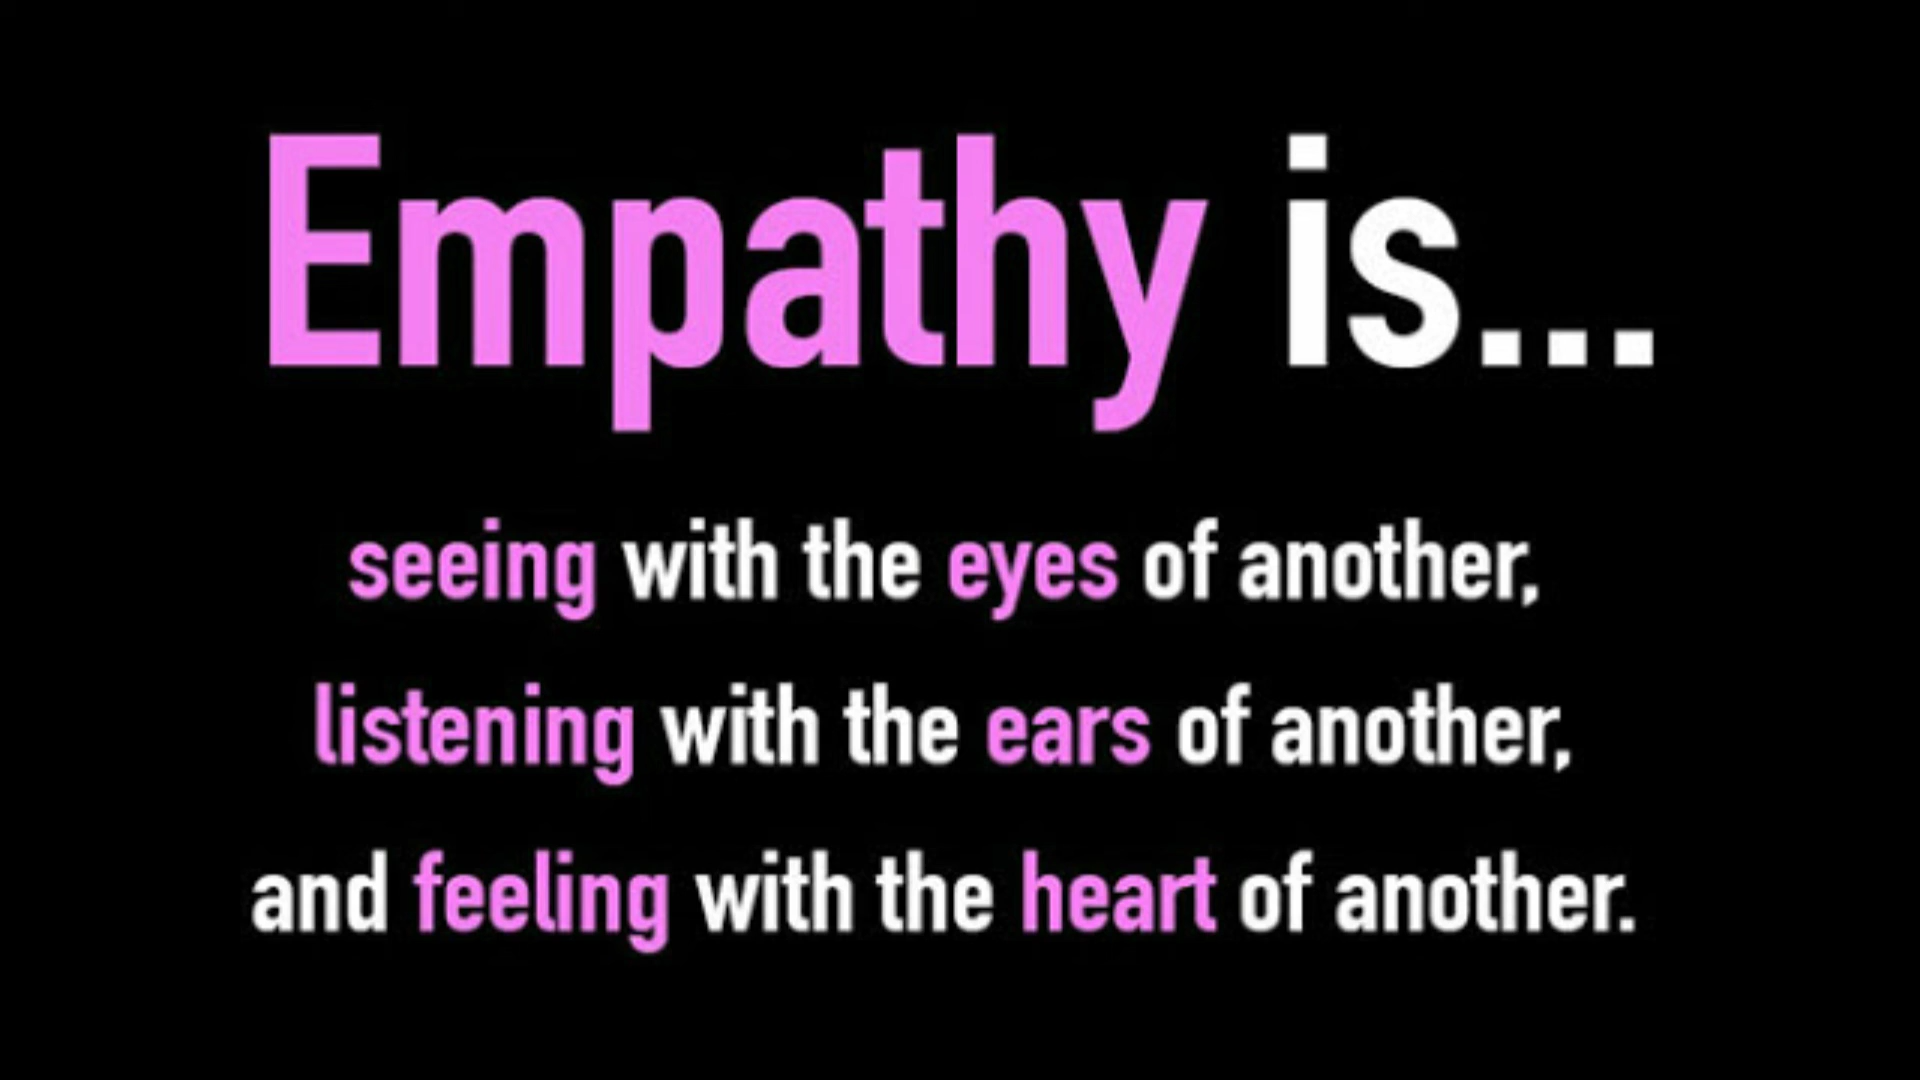 Empathy is...
seeing with the eyes of another,
listening with the ears of another,
and feeling with the heart of another.